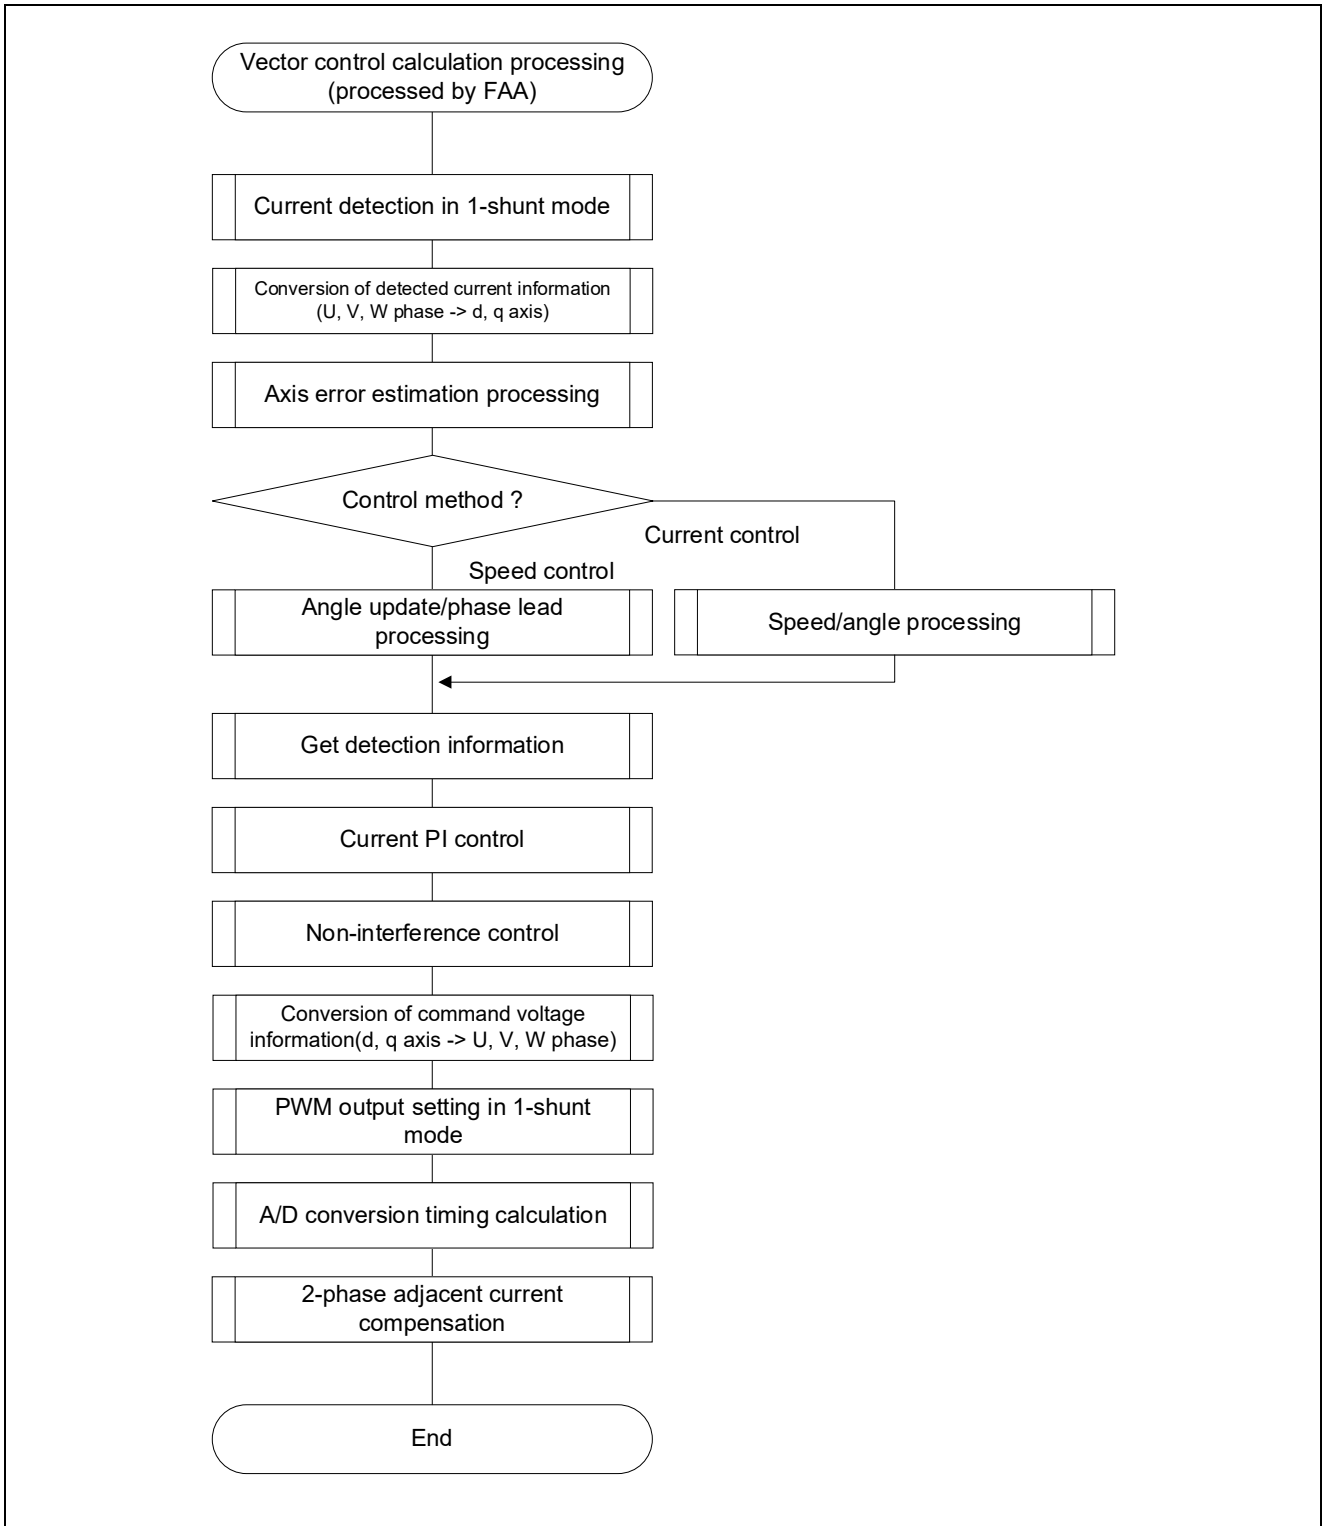 Vector control calculation processing
(processed by FAA)
Current detection in 1-shunt mode
Conversion of detected current information
(U, V, W phase -> d, q axis)
Axis error estimation processing
Control method ?
Current control
Speed control
Angle update/phase lead
processing
Speed/angle processing
Get detection information
Current PI control
Non-interference control
Conversion of command voltage
information(d, q axis -> U, V, W phase)
PWM output setting in 1-shunt
mode
A/D conversion timing calculation
2-phase adjacent current
compensation
End